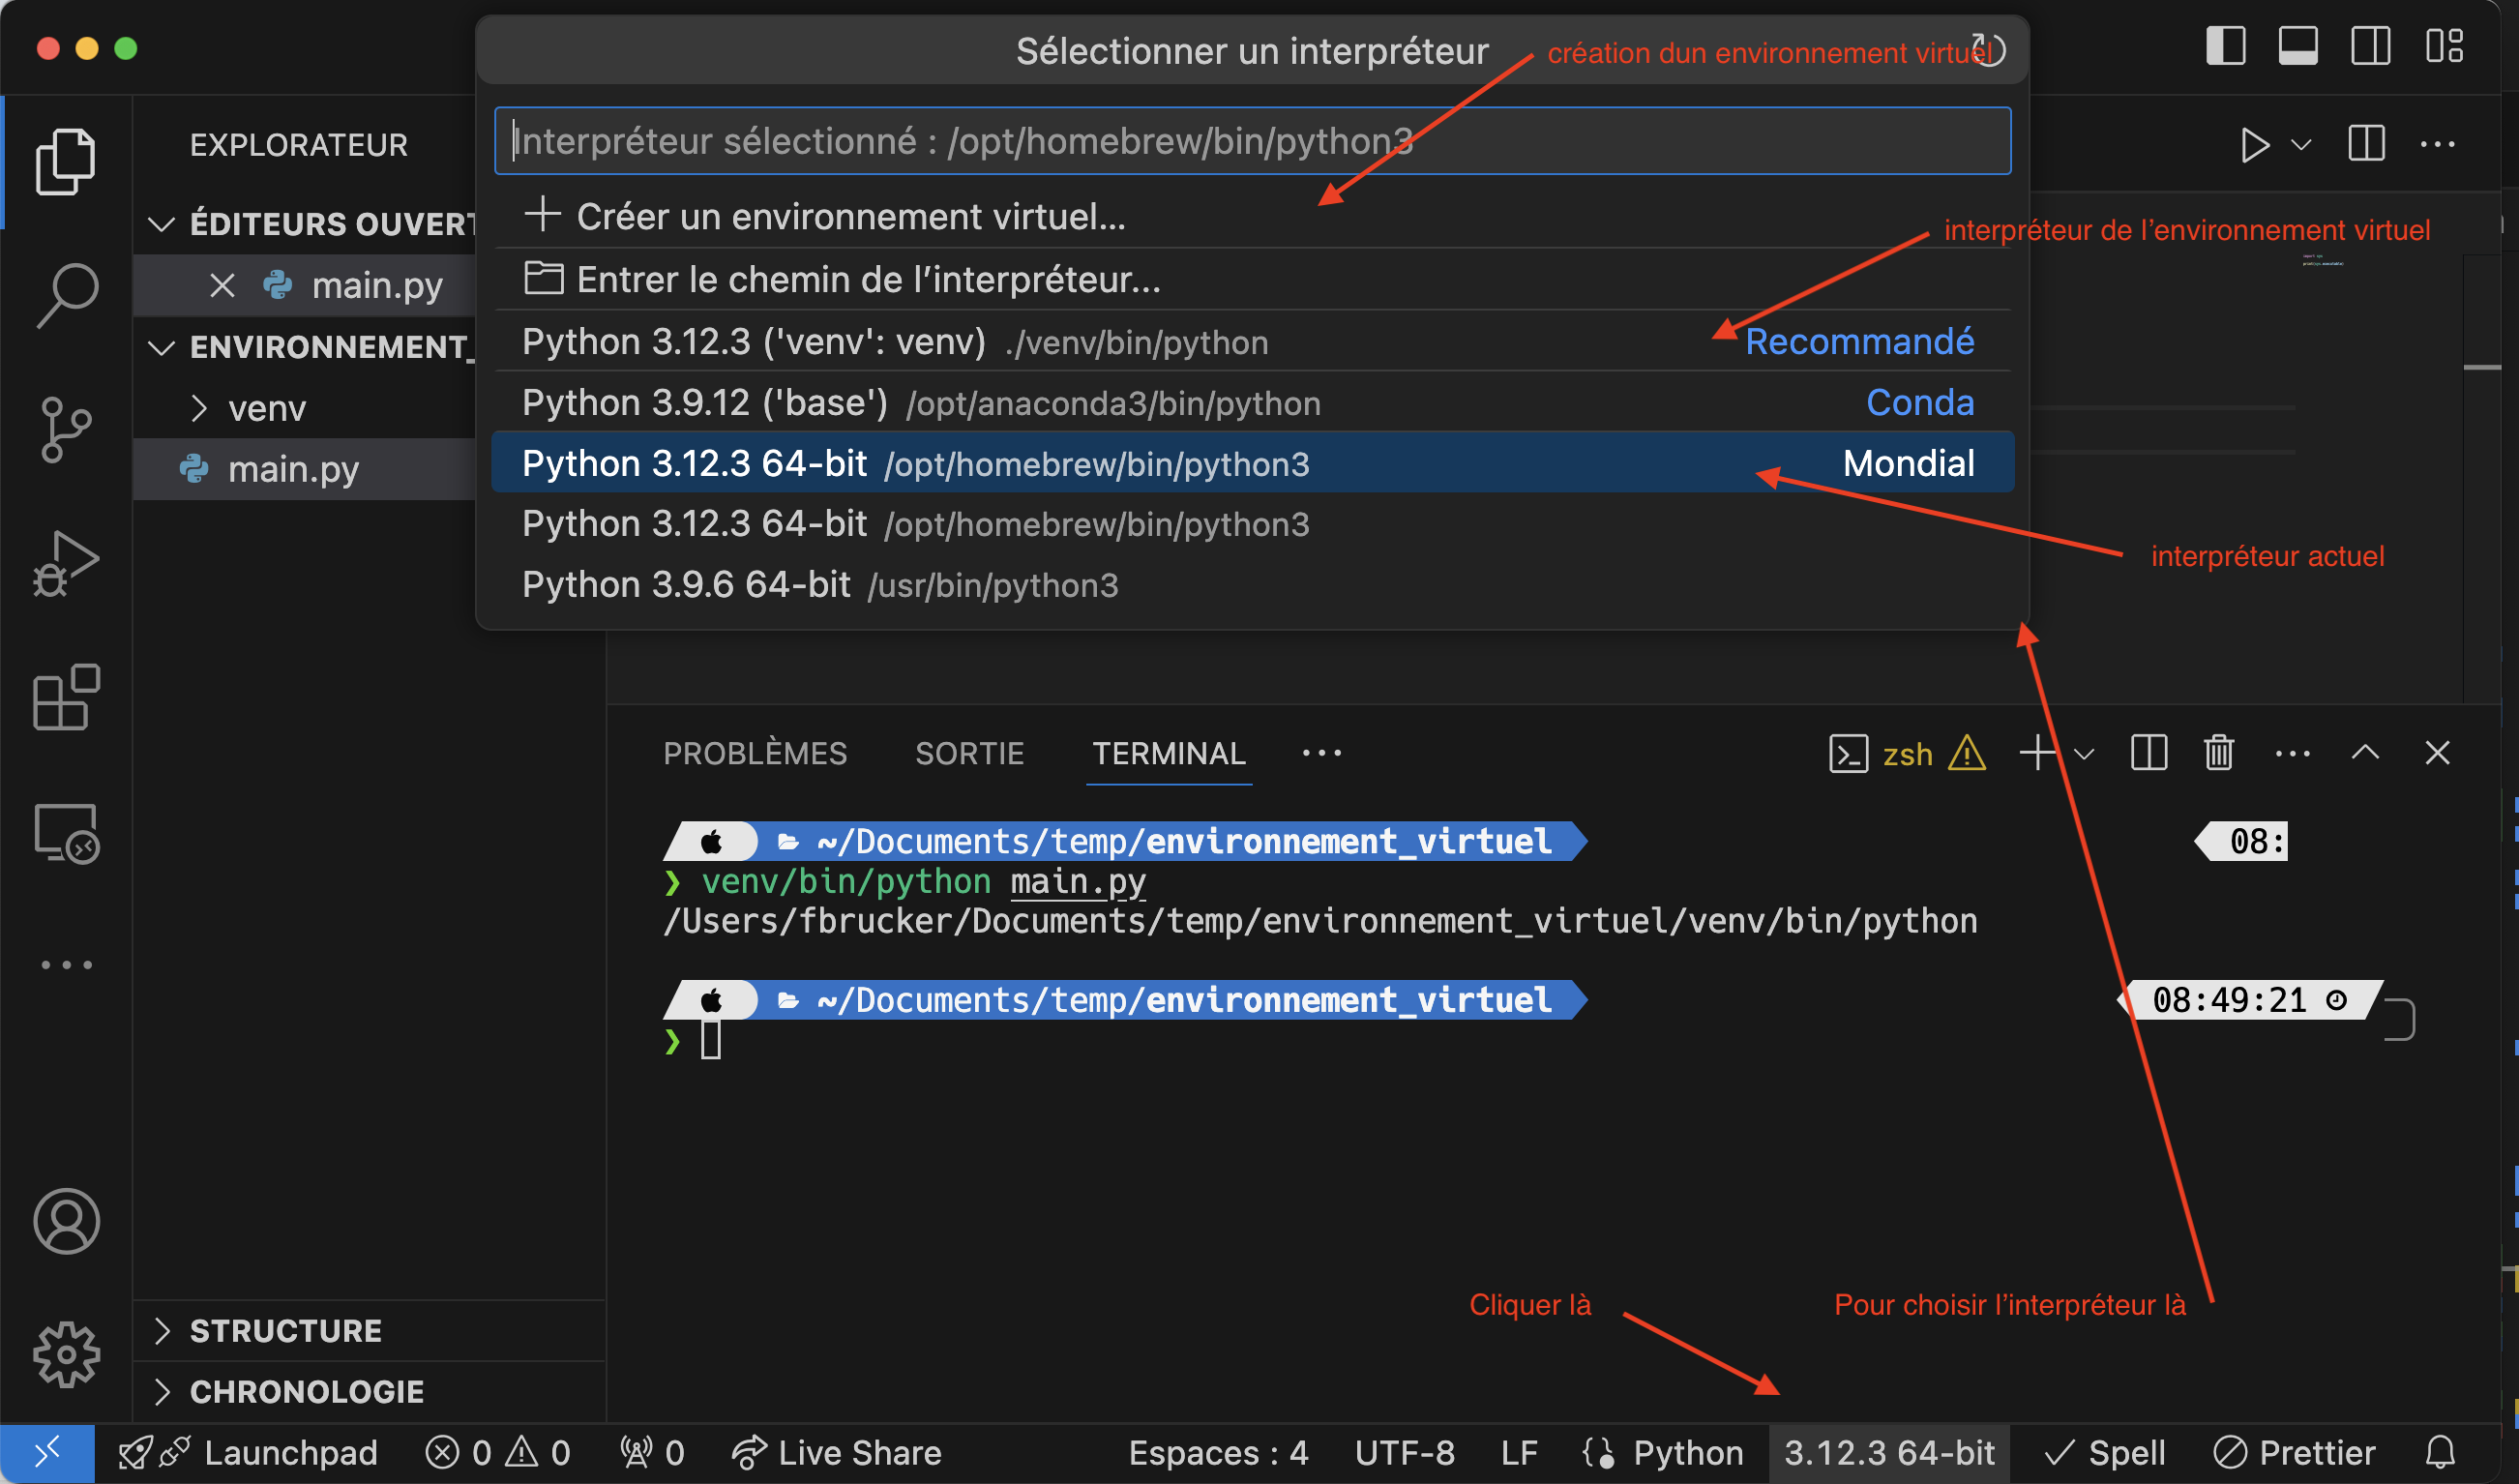 Sélectionner un interpréteur
création dun environnement virtuel
Interpréteur sélectionné : /opt/homebrew/bin/python3
Créer un environnement virtuel...
interpréteur de l’environnement virtuel
Entrer le chemin de l’interpréteur...
Python 3.12.3 ('venv': venv) ./venv/bin/python Recommandé
Python 3.9.12 ('base') /opt/anaconda3/bin/python Conda
Python 3.12.3 64-bit /opt/homebrew/bin/python3 Mondial
Python 3.12.3 64-bit /opt/homebrew/bin/python3
interpréteur actuel
Python 3.9.6 64-bit /usr/bin/python3
EXPLORATEUR
ÉDITEURS OUVERT
main.py
ENVIRONNEMENT_
venv
main.py
import sys
print(sys.executable)
PROBLÈMES SORTIE TERMINAL
zsh
~/Documents/temp/environnement_virtuel 08:
❯ venv/bin/python main.py
/Users/fbrucker/Documents/temp/environnement_virtuel/venv/bin/python
~/Documents/temp/environnement_virtuel 08:49:21
❯
Cliquer là
Pour choisir l’interpréteur là
STRUCTURE
CHRONOLOGIE
Launchpad 0 0 0 Live Share Espaces : 4 UTF-8 LF Python 3.12.3 64-bit Spell Prettier